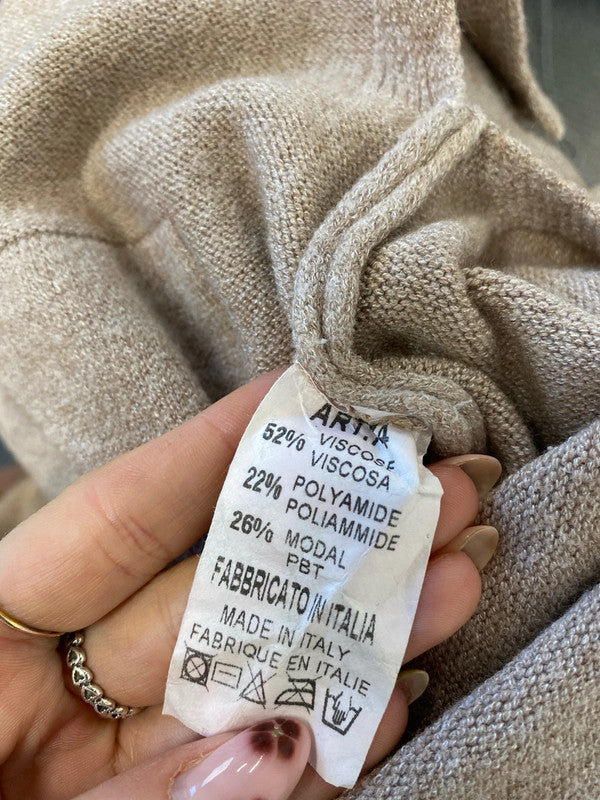 ART.A
52% VISCOSE
VISCOSA
22% POLYAMIDE
POLIAMMIDE
26% MODAL
PBT
FABBRICATO IN ITALIA
MADE IN ITALY
FABRIQUE EN ITALIE